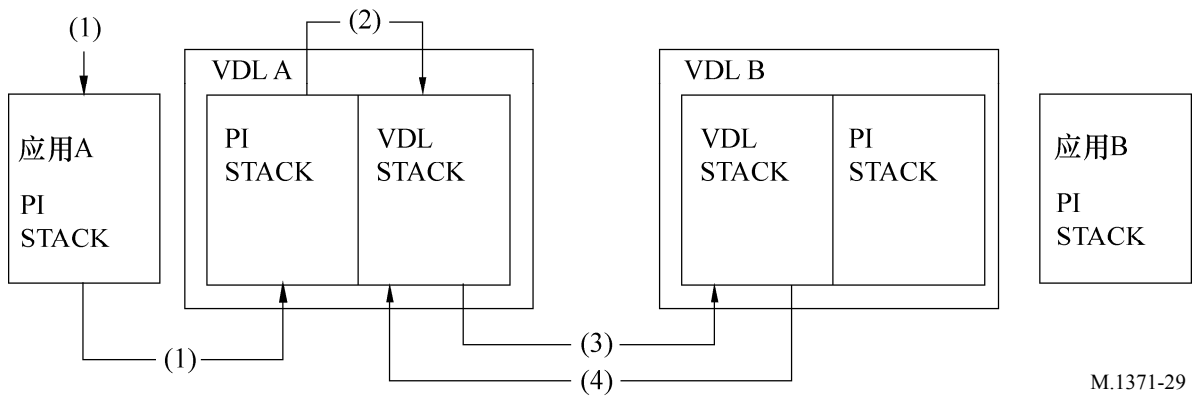 (1)
(2)
VDL A
VDL B
应用A
PI
STACK
PI
STACK
VDL
STACK
VDL
STACK
PI
STACK
应用B
PI
STACK
(1)
(3)
(4)
M.1371-29